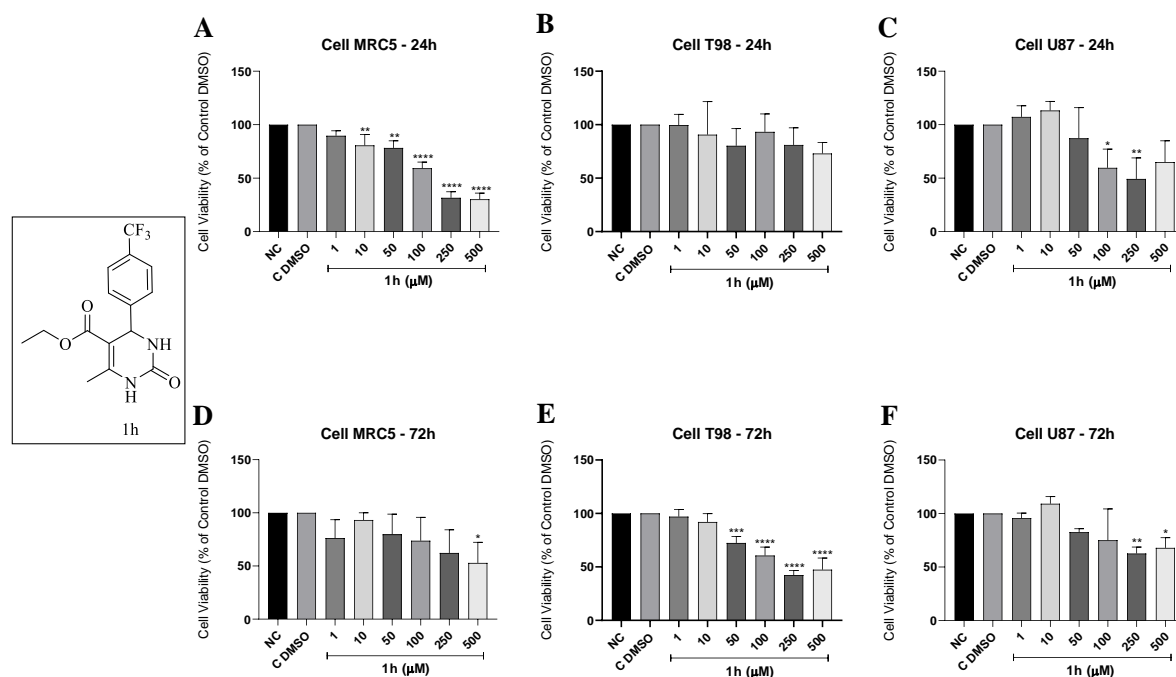 A
Cell MRC5 - 24h
Cell Viability (% of Control DMSO)
150
100
50
0
** ** **** **** ****
NC C DMSO 1 10 50 100 250 500
1h (µM)
B
Cell T98 - 24h
Cell Viability (% of Control DMSO)
150
100
50
0
NC C DMSO 1 10 50 100 250 500
1h (µM)
C
Cell U87 - 24h
Cell Viability (% of Control DMSO)
150
100
50
0
* **
NC C DMSO 1 10 50 100 250 500
1h (µM)
CF3
O
O
NH
N
H
O
1h
D
Cell MRC5 - 72h
Cell Viability (% of Control DMSO)
150
100
50
0
*
NC C DMSO 1 10 50 100 250 500
1h (µM)
E
Cell T98 - 72h
Cell Viability (% of Control DMSO)
150
100
50
0
*** **** **** ****
NC C DMSO 1 10 50 100 250 500
1h (µM)
F
Cell U87 - 72h
Cell Viability (% of Control DMSO)
150
100
50
0
** *
NC C DMSO 1 10 50 100 250 500
1h (µM)